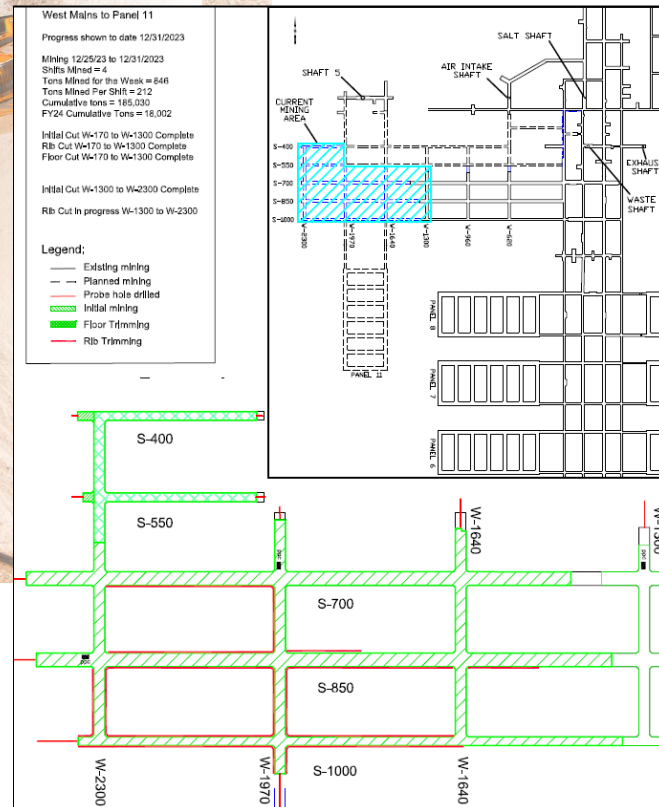 West Mains to Panel 11
Progress shown to date 12/31/2023
Mining 12/25/23 to 12/31/2023
Shifts Mined = 4
Tons Mined for the Week = 846
Tons Mined Per Shift = 212
Cumulative tons = 185,030
FY24 Cumulative Tons = 18,002
Initial Cut W-170 to W-1300 Complete
Rib Cut W-170 to W-1300 Complete
Floor Cut W-170 to W-1300 Complete
Initial Cut W-1300 to W-2300 Complete
Rib Cut In progress W-1300 to W-2300
Legend:
Existing mining
Planned mining
Probe hole drilled
Initial mining
Floor Trimming
Rib Trimming
SALT SHAFT
AIR INTAKE
SHAFT
SHAFT 5
CURRENT
MINING
AREA
S-400
S-550
S-700
S-850
S-1000
EXHAUS
SHAFT
WASTE
SHAFT
W-2300
W-1970
W-1640
W-1300
W-960
W-620
PANEL 8
PANEL 7
PANEL 6
PANEL 11
S-400
S-550
W-1640
W-1300
S-700
S-850
S-1000
W-2300
W-1970
W-1640